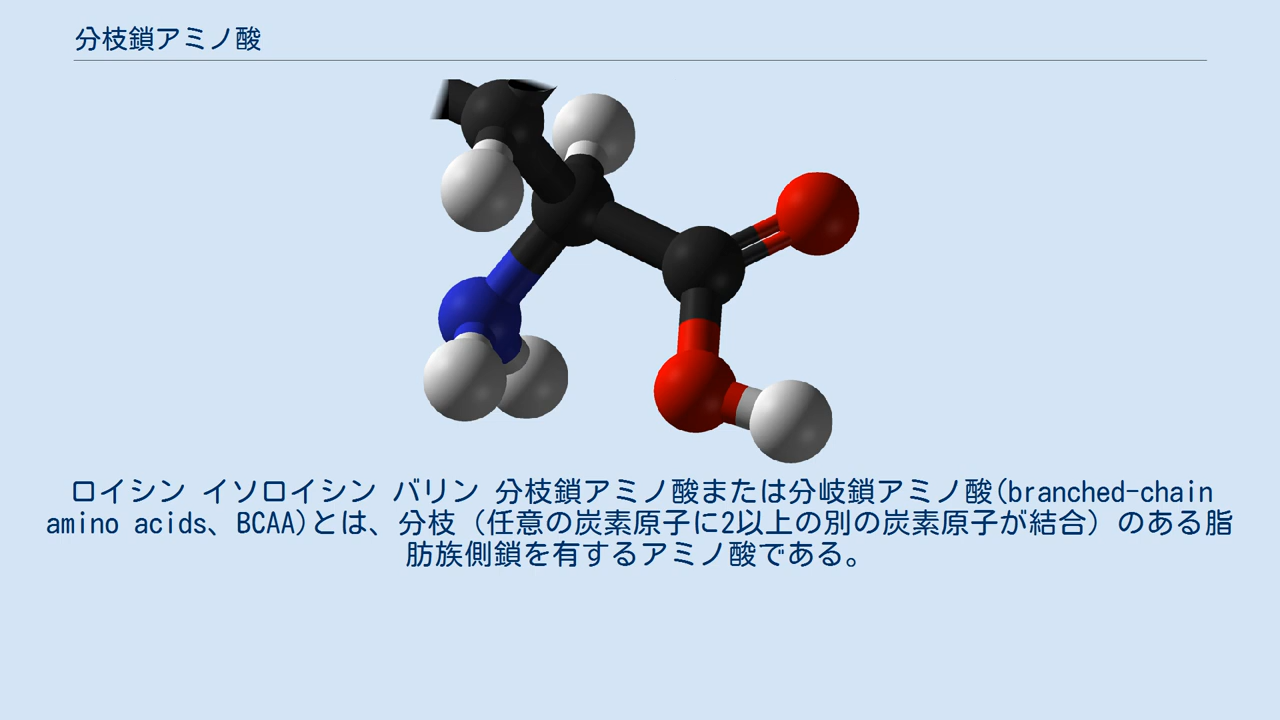 分枝鎖アミノ酸
ロイシン イソロイシン バリン 分枝鎖アミノ酸または分岐鎖アミノ酸(branched-chain
amino acids、BCAA)とは、分枝（任意の炭素原子に2以上の別の炭素原子が結合）のある脂
肪族側鎖を有するアミノ酸である。